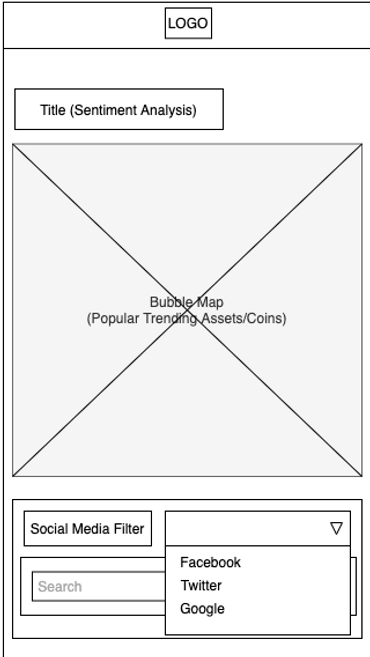 LOGO
Title (Sentiment Analysis)
Bubble Map
(Popular Trending Assets/Coins)
Social Media Filter
Facebook
Twitter
Google
Search